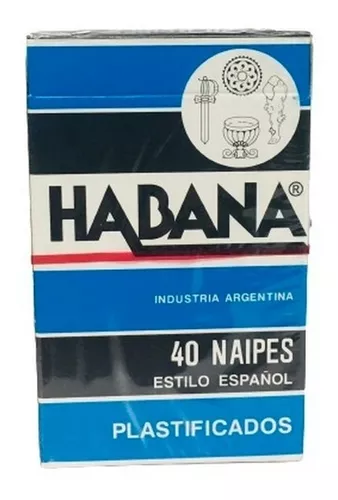 HABANA®
INDUSTRIA ARGENTINA
40 NAIPES
ESTILO ESPAÑOL
PLASTIFICADOS